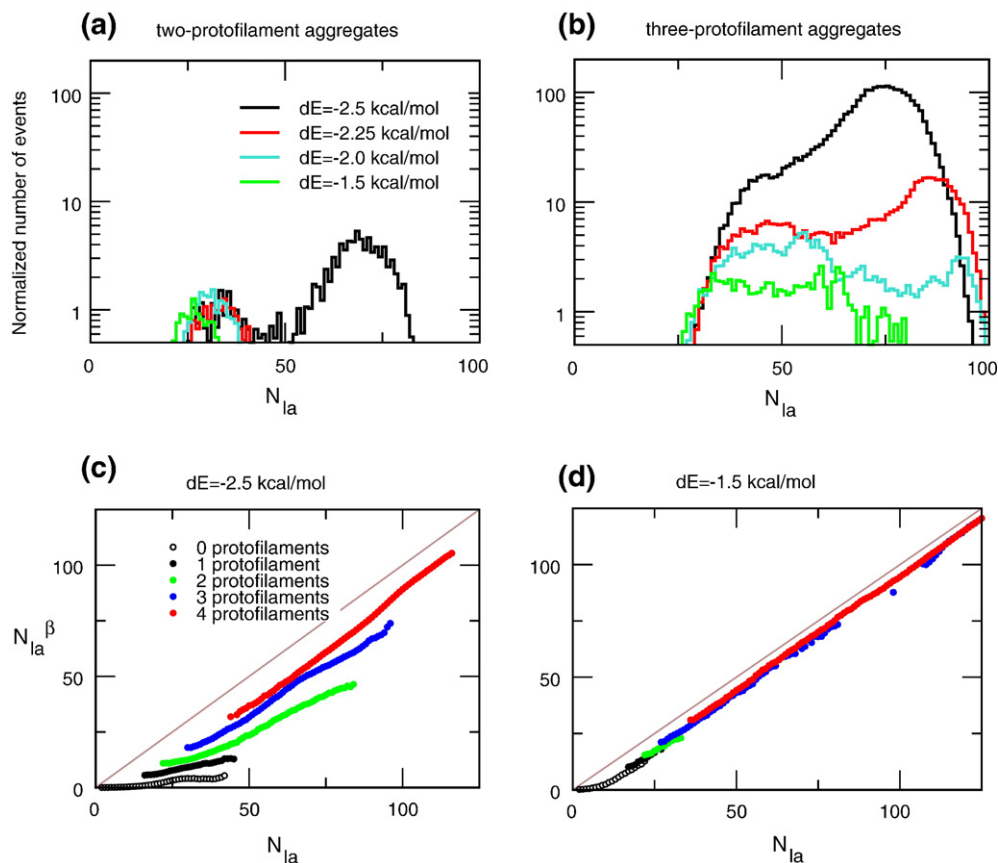 (a) two-protofilament aggregates
Normalized number of events
100
10
1
dE=-2.5 kcal/mol
dE=-2.25 kcal/mol
dE=-2.0 kcal/mol
dE=-1.5 kcal/mol
0 50 100
N_la
(b) three-protofilament aggregates
100
10
1
0 50 100
N_la
(c) dE=-2.5 kcal/mol
N_la^β
100
50
0
0 protofilaments
1 protofilament
2 protofilaments
3 protofilaments
4 protofilaments
0 50 100
N_la
(d) dE=-1.5 kcal/mol
100
50
0
0 50 100
N_la